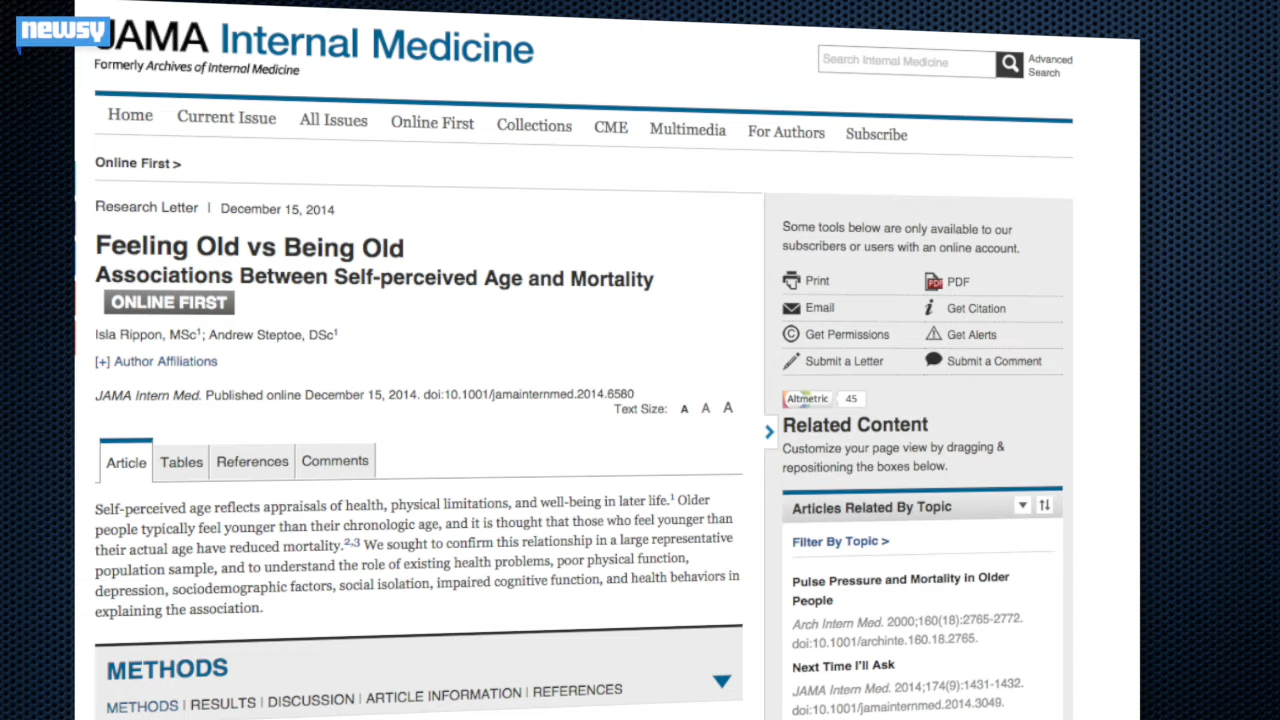 newsy
JAMA Internal Medicine
Formerly Archives of Internal Medicine
Search Internal Medicine
Advanced
Search
Home Current Issue All Issues Online First Collections CME Multimedia For Authors Subscribe
Online First >
Research Letter | December 15, 2014
Feeling Old vs Being Old
Associations Between Self-perceived Age and Mortality
ONLINE FIRST
Isla Rippon, MSc1; Andrew Steptoe, DSc1
[+] Author Affiliations
JAMA Intern Med. Published online December 15, 2014. doi:10.1001/jamainternmed.2014.6580
Text Size: A A A
Article Tables References Comments
Self-perceived age reflects appraisals of health, physical limitations, and well-being in later life.1 Older
people typically feel younger than their chronologic age, and it is thought that those who feel younger than
their actual age have reduced mortality.2,3 We sought to confirm this relationship in a large representative
population sample, and to understand the role of existing health problems, poor physical function,
depression, sociodemographic factors, social isolation, impaired cognitive function, and health behaviors in
explaining the association.
METHODS
METHODS | RESULTS | DISCUSSION | ARTICLE INFORMATION | REFERENCES
Some tools below are only available to our
subscribers or users with an online account.
Print PDF
Email Get Citation
Get Permissions Get Alerts
Submit a Letter Submit a Comment
Altmetric 45
Related Content
Customize your page view by dragging &
repositioning the boxes below.
Articles Related By Topic
Filter By Topic >
Pulse Pressure and Mortality in Older
People
Arch Intern Med. 2000;160(18):2765-2772.
doi:10.1001/archinte.160.18.2765.
Next Time I'll Ask
JAMA Intern Med. 2014;174(9):1431-1432.
doi:10.1001/jamainternmed.2014.3049.